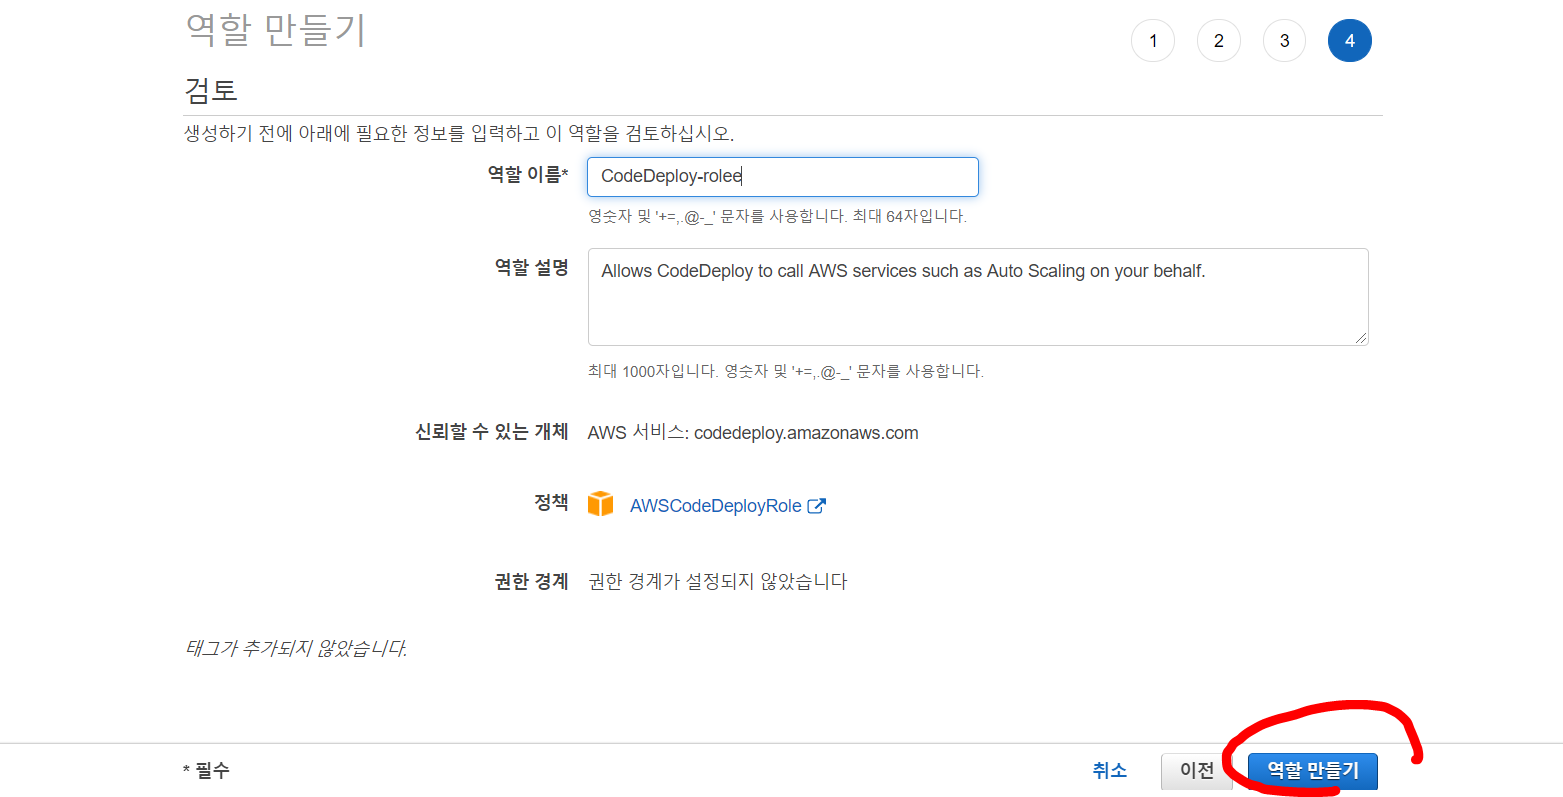 역할 만들기
1 2 3 4
검토
생성하기 전에 아래에 필요한 정보를 입력하고 이 역할을 검토하십시오.
역할 이름* CodeDeploy-rolee
영숫자 및 '+=,.@-_' 문자를 사용합니다. 최대 64자입니다.
역할 설명 Allows CodeDeploy to call AWS services such as Auto Scaling on your behalf.
최대 1000자입니다. 영숫자 및 '+=,.@-_' 문자를 사용합니다.
신뢰할 수 있는 개체 AWS 서비스: codedeploy.amazonaws.com
정책 AWSCodeDeployRole
권한 경계 권한 경계가 설정되지 않았습니다
태그가 추가되지 않았습니다.
* 필수 취소 이전 역할 만들기